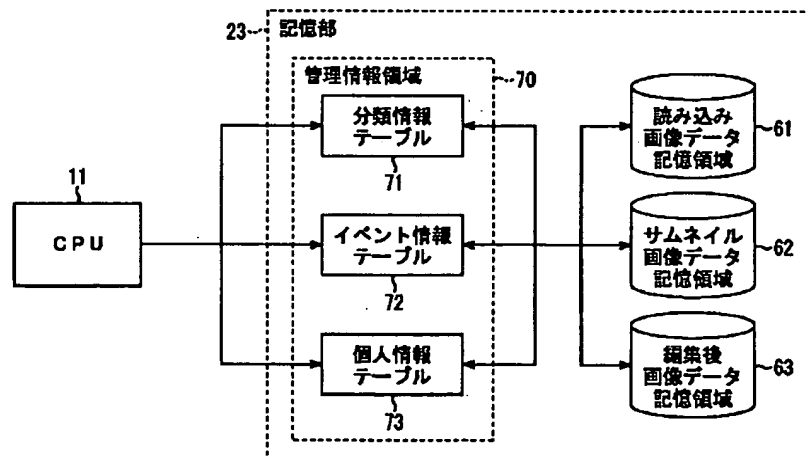 23
記憶部
管理情報領域
70
分類情報
テーブル
71
イベント情報
テーブル
72
個人情報
テーブル
73
11
CPU
読み込み
画像データ
記憶領域
61
サムネイル
画像データ
記憶領域
62
編集後
画像データ
記憶領域
63